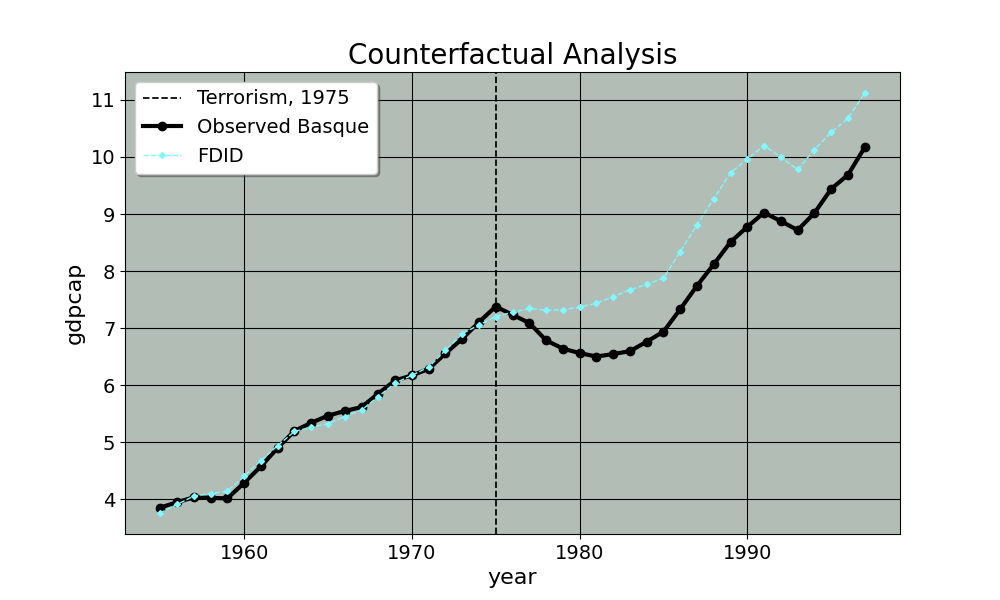 Counterfactual Analysis
Terrorism, 1975
Observed Basque
FDID
gdpcap
11
10
9
8
7
6
5
4
1960 1970 1980 1990
year